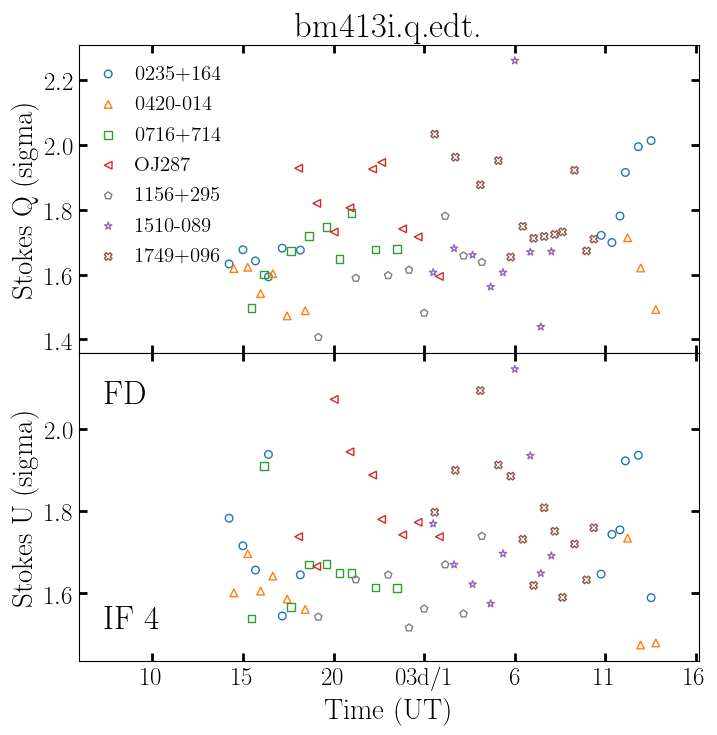 bm413i.q.edt.
Stokes Q (sigma)
2.2
2.0
1.8
1.6
1.4
0235+164
0420-014
0716+714
OJ287
1156+295
1510-089
1749+096
Stokes U (sigma)
2.0
1.8
1.6
FD
IF 4
10
15
20
03d/1
6
11
16
Time (UT)